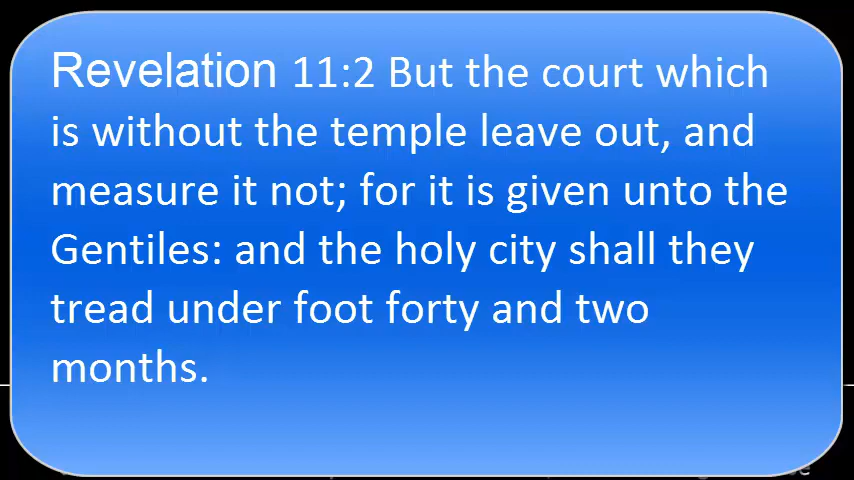 Revelation 11:2 But the court which
is without the temple leave out, and
measure it not; for it is given unto the
Gentiles: and the holy city shall they
tread under foot forty and two
months.